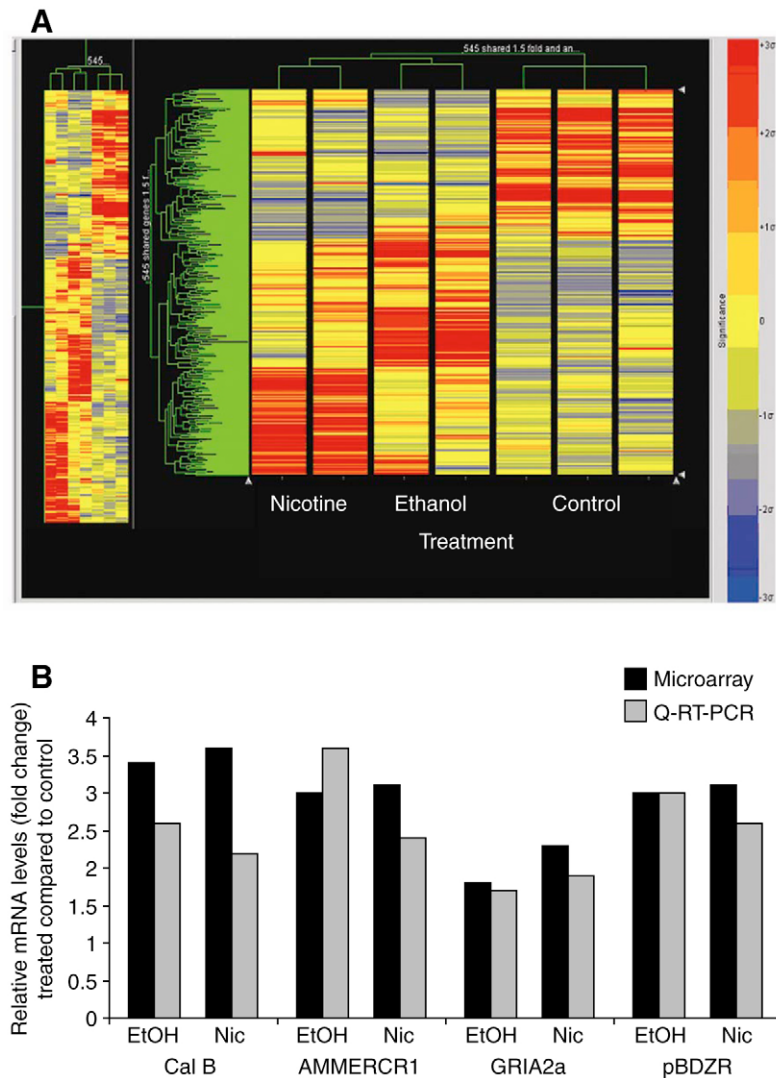 A
545
545 shared 1.5 fold and an...
545 shared genes 1.5 f...
+3σ
+2σ
+1σ
0
-1σ
-2σ
-3σ
Significance
Nicotine
Ethanol
Control
Treatment
B
Microarray
Q-RT-PCR
Relative mRNA levels (fold change)
treated compared to control
4
3.5
3
2.5
2
1.5
1
0.5
0
EtOH Nic EtOH Nic EtOH Nic EtOH Nic
Cal B AMMERCR1 GRIA2a pBDZR